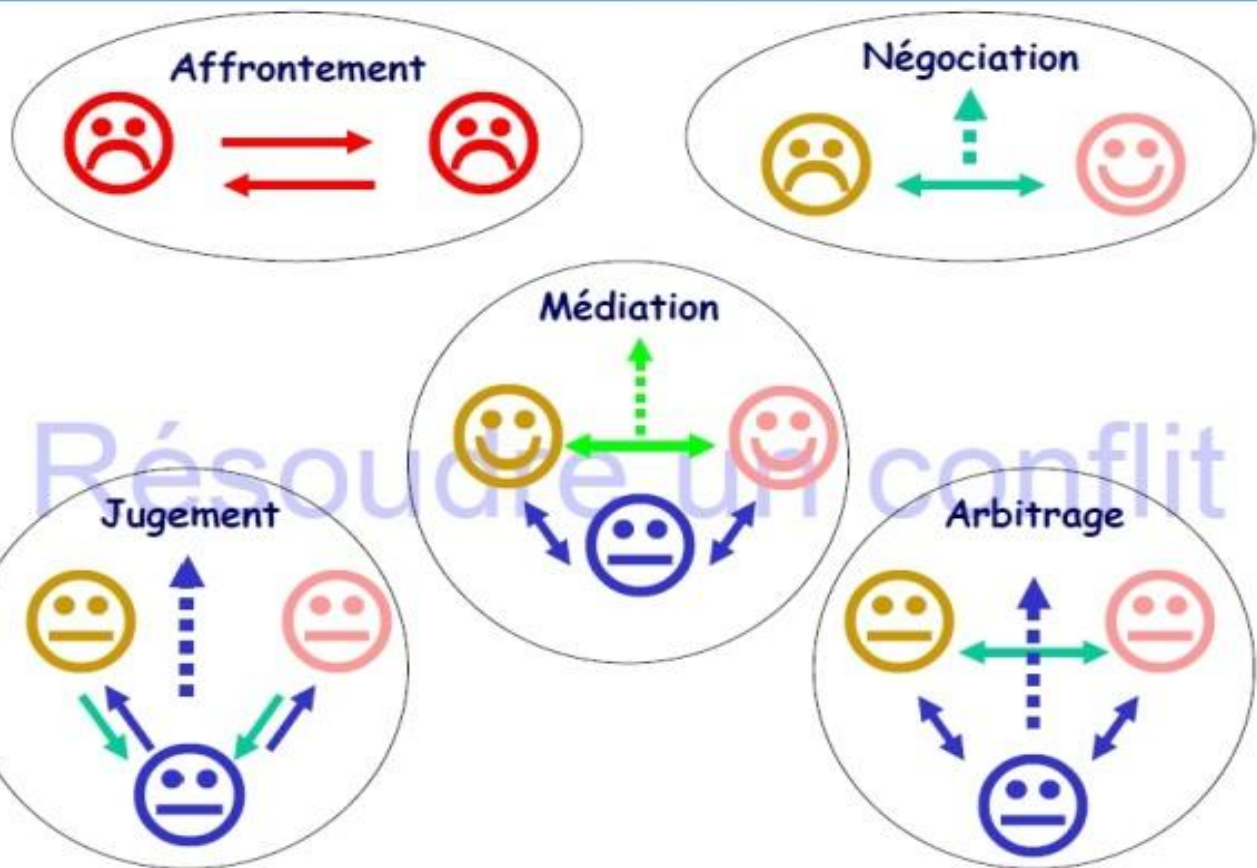 Affrontement
Négociation
Médiation
Résoudre un conflit
Jugement
Arbitrage